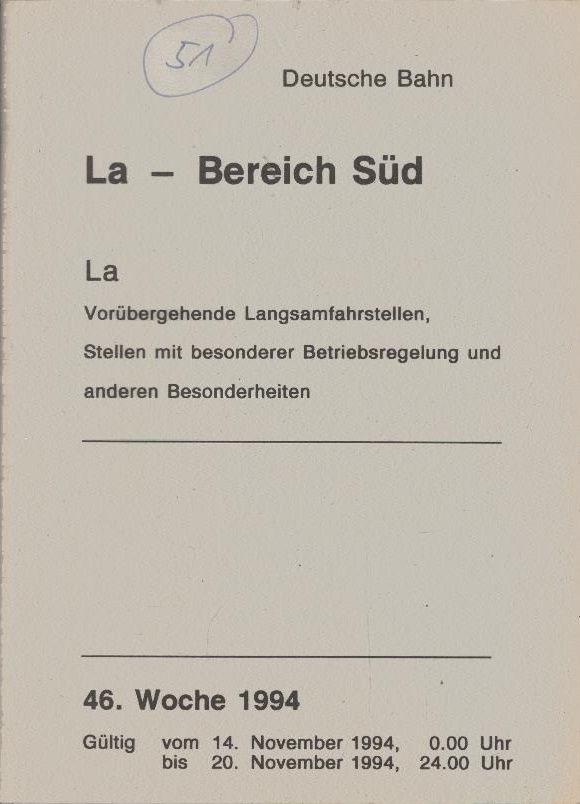 51
Deutsche Bahn
La – Bereich Süd
La
Vorübergehende Langsamfahrstellen,
Stellen mit besonderer Betriebsregelung und
anderen Besonderheiten
46. Woche 1994
Gültig vom 14. November 1994, 0.00 Uhr
bis 20. November 1994, 24.00 Uhr